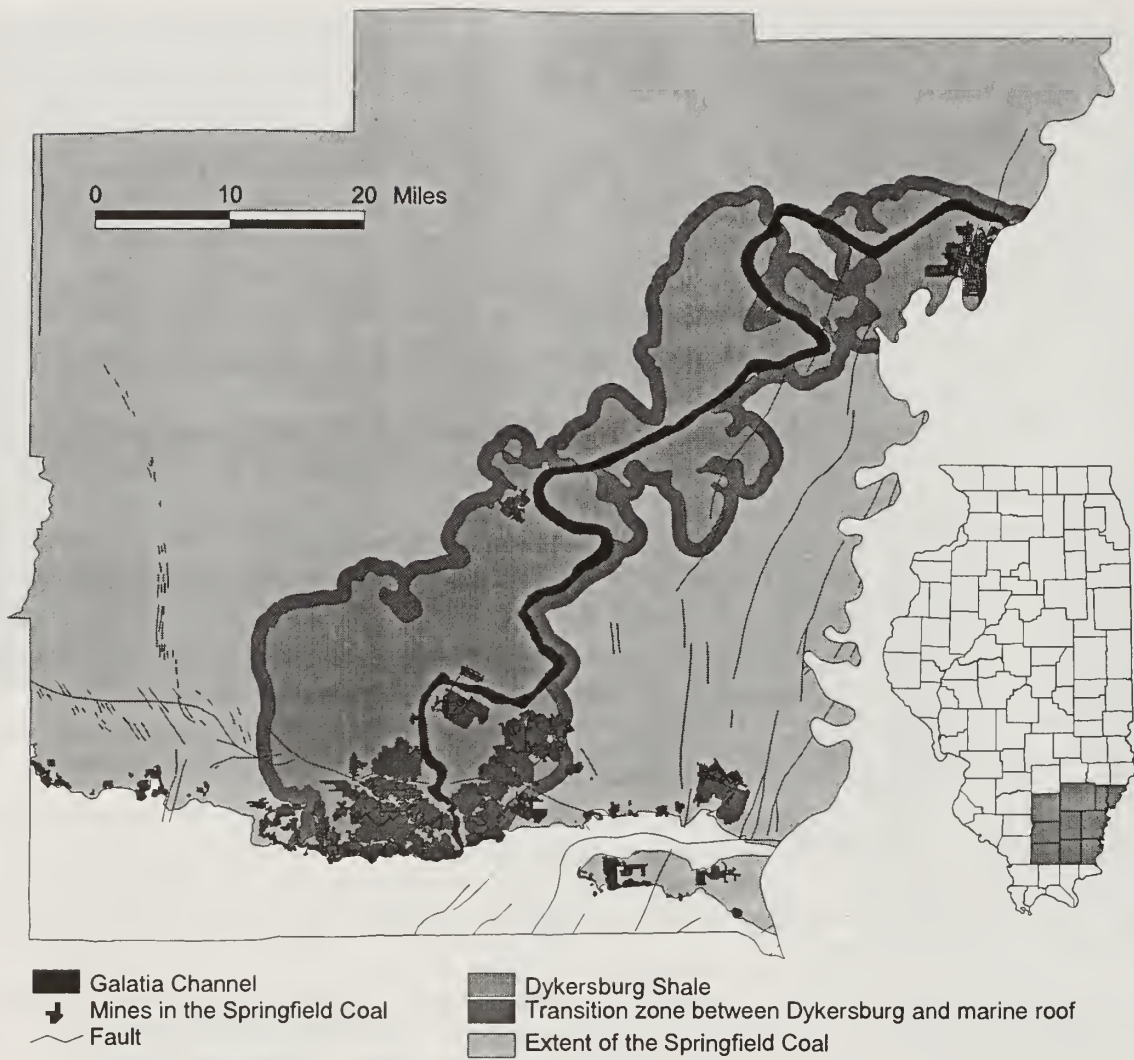 0 10 20 Miles
Galatia Channel
Mines in the Springfield Coal
Fault
Dykersburg Shale
Transition zone between Dykersburg and marine roof
Extent of the Springfield Coal